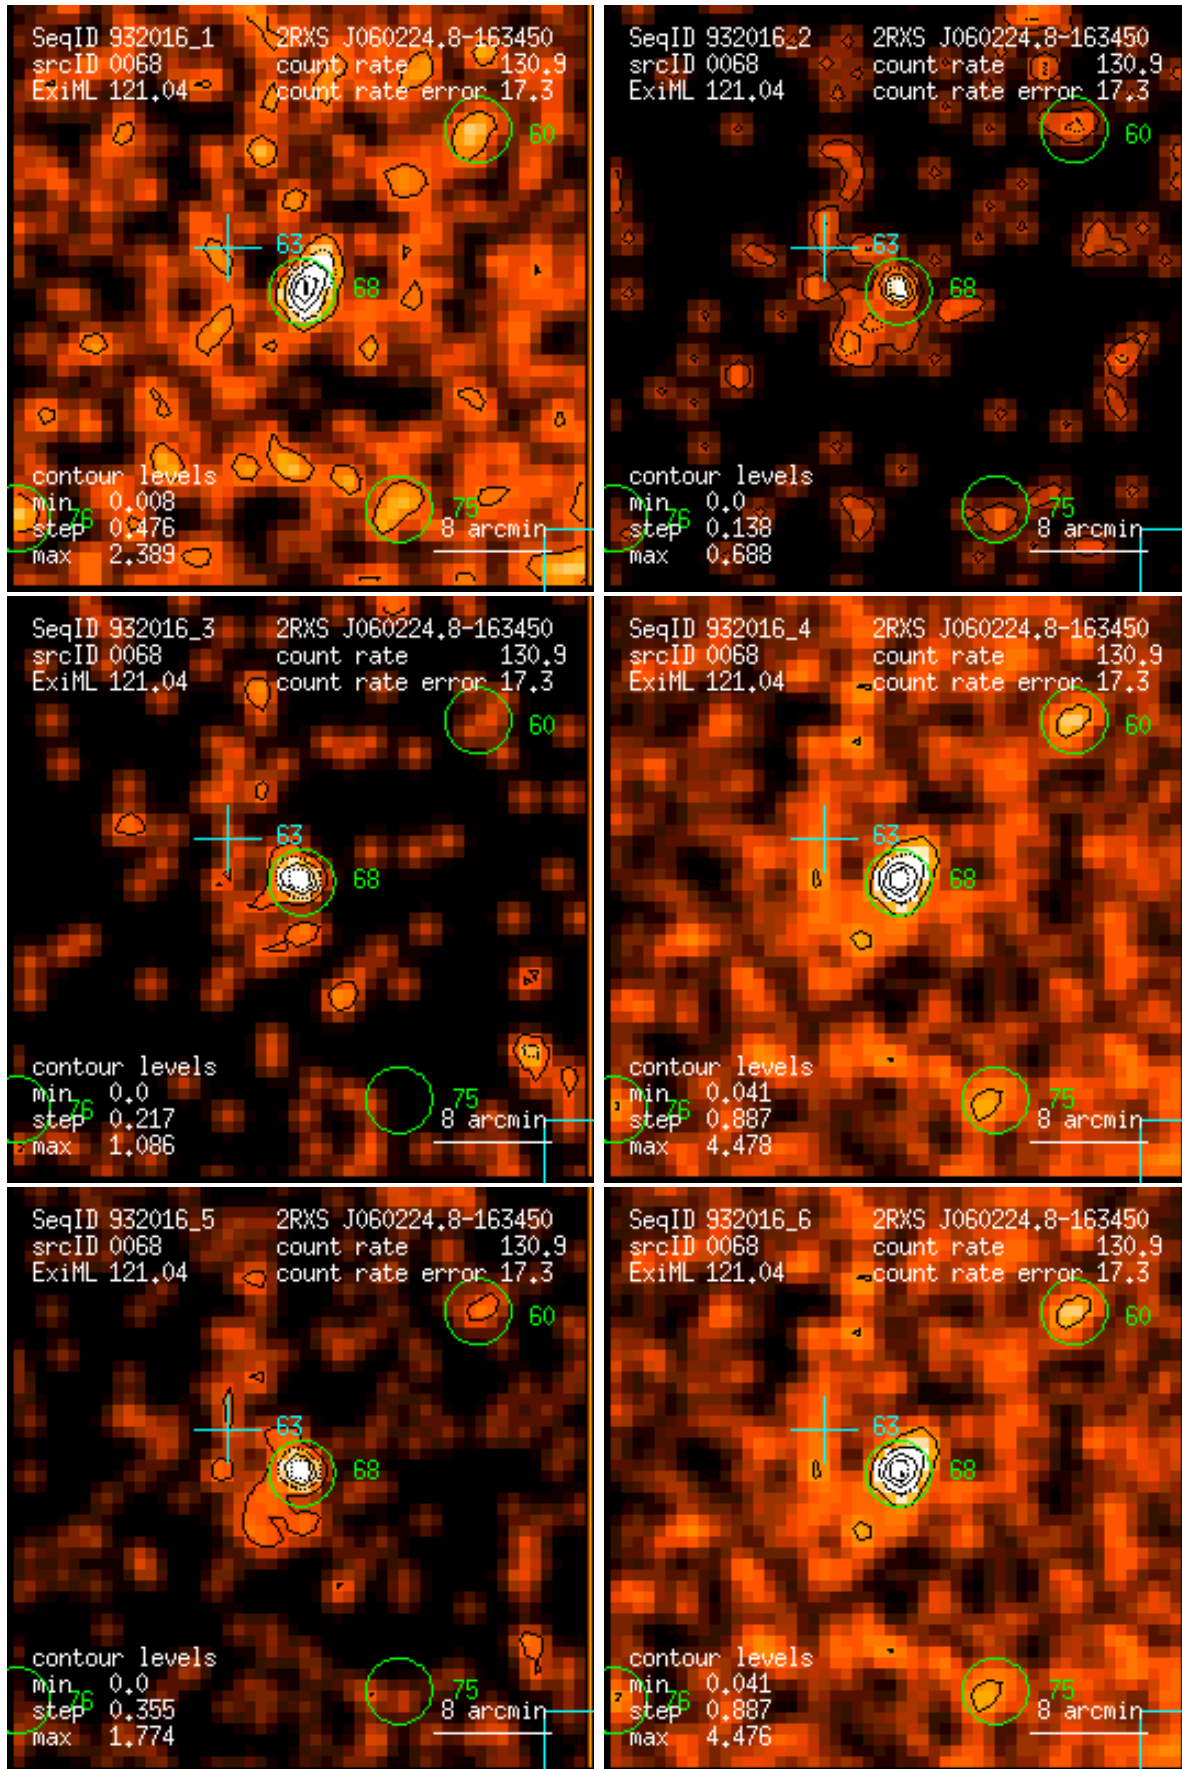 SeqID 932016_1 2RXS J060224.8-163450
srcID 0068 count rate 130.9
ExiML 121.04 count rate error 17.3
60
63
68
contour levels
min 0.008
76 75
step 0.476 8 arcmin
max 2.389
SeqID 932016_2 2RXS J060224.8-163450
srcID 0068 count rate 130.9
ExiML 121.04 count rate error 17.3
60
63
68
contour levels
min 0.0
76 75
step 0.138 8 arcmin
max 0.688
SeqID 932016_3 2RXS J060224.8-163450
srcID 0068 count rate 130.9
ExiML 121.04 count rate error 17.3
60
63
68
contour levels
min 0.0
76 75
step 0.217 8 arcmin
max 1.086
SeqID 932016_4 2RXS J060224.8-163450
srcID 0068 count rate 130.9
ExiML 121.04 count rate error 17.3
60
63
68
contour levels
min 0.041
76 75
step 0.887 8 arcmin
max 4.478
SeqID 932016_5 2RXS J060224.8-163450
srcID 0068 count rate 130.9
ExiML 121.04 count rate error 17.3
60
63
68
contour levels
min 0.0
76 75
step 0.355 8 arcmin
max 1.774
SeqID 932016_6 2RXS J060224.8-163450
srcID 0068 count rate 130.9
ExiML 121.04 count rate error 17.3
60
63
68
contour levels
min 0.041
76 75
step 0.887 8 arcmin
max 4.476